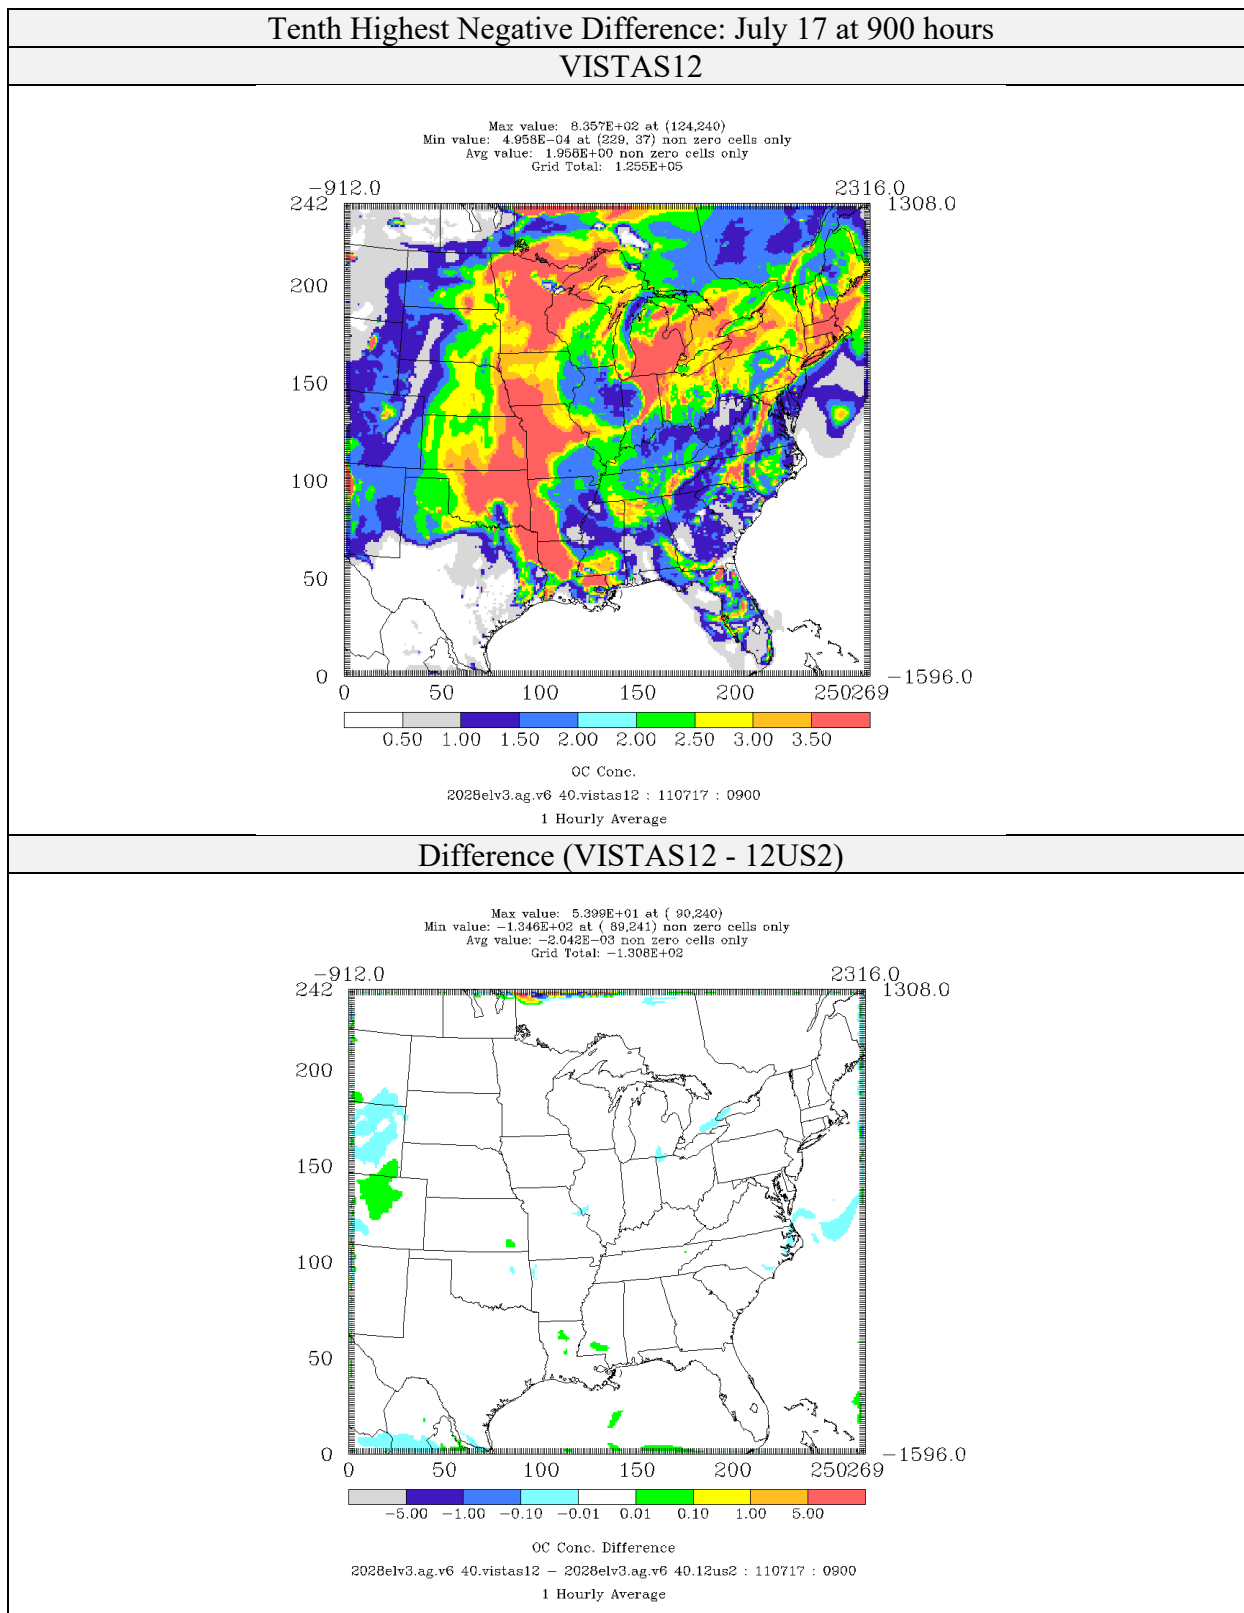 Tenth Highest Negative Difference: July 17 at 900 hours
VISTAS12
Max value: 8.357E+02 at (124,240)
Min value: 4.958E-04 at (229, 37) non zero cells only
Avg value: 1.958E+00 non zero cells only
Grid Total: 1.255E+05
-912.0 2316.0
242 1308.0
200
150
100
50
0 -1596.0
0 50 100 150 200 250269
0.50 1.00 1.50 2.00 2.00 2.50 3.00 3.50
OC Conc.
2028elv3.ag.v6 40.vistas12 : 110717 : 0900
1 Hourly Average
Difference (VISTAS12 - 12US2)
Max value: 5.399E+01 at ( 90,240)
Min value: -1.346E+02 at ( 89,241) non zero cells only
Avg value: -2.042E-03 non zero cells only
Grid Total: -1.308E+02
-912.0 2316.0
242 1308.0
200
150
100
50
0 -1596.0
0 50 100 150 200 250269
-5.00 -1.00 -0.10 -0.01 0.01 0.10 1.00 5.00
OC Conc. Difference
2028elv3.ag.v6 40.vistas12 - 2028elv3.ag.v6 40.12us2 : 110717 : 0900
1 Hourly Average